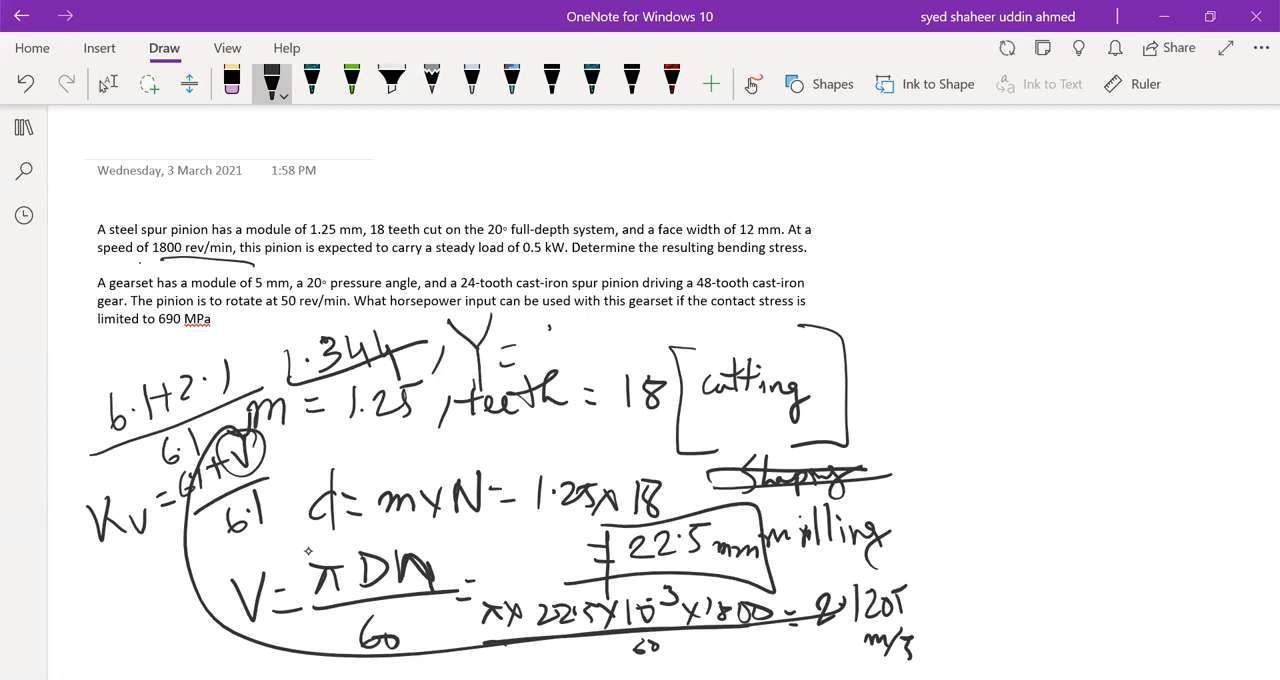 OneNote for Windows 10
syed shaheer uddin ahmed
Home Insert Draw View Help
Share
Shapes Ink to Shape Ink to Text Ruler
Wednesday, 3 March 2021 1:58 PM
A steel spur pinion has a module of 1.25 mm, 18 teeth cut on the 20◦ full-depth system, and a face width of 12 mm. At a
speed of 1800 rev/min, this pinion is expected to carry a steady load of 0.5 kW. Determine the resulting bending stress.
A gearset has a module of 5 mm, a 20◦ pressure angle, and a 24-tooth cast-iron spur pinion driving a 48-tooth cast-iron
gear. The pinion is to rotate at 50 rev/min. What horsepower input can be used with this gearset if the contact stress is
limited to 690 MPa
6.1+2.1
6.1
1.344, Y=
m = 1.25, teeth = 18
cutting
Shaping
milling
Kv = 6.1+V
6.1
d = m×N = 1.25×18
= 22.5 mm
V = πDN
60
= π× 22.5×10-3×1800 = 2.1205
60
m/s